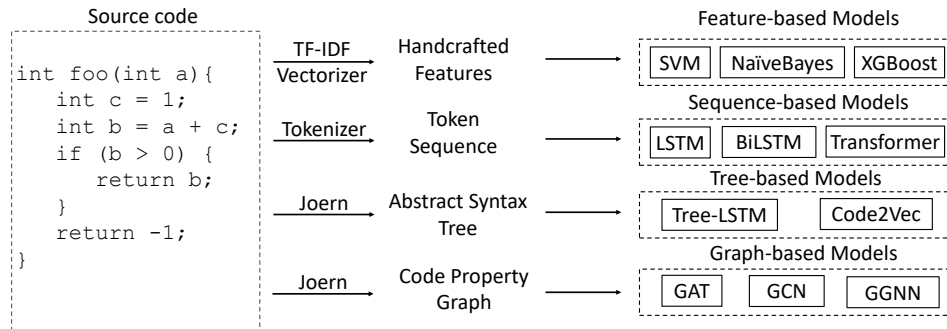 Source code
int foo(int a){
int c = 1;
int b = a + c;
if (b > 0) {
return b;
}
return -1;
}
TF-IDF
Vectorizer
Handcrafted
Features
Feature-based Models
SVM
NaïveBayes
XGBoost
Tokenizer
Token
Sequence
Sequence-based Models
LSTM
BiLSTM
Transformer
Joern
Abstract Syntax
Tree
Tree-based Models
Tree-LSTM
Code2Vec
Joern
Code Property
Graph
Graph-based Models
GAT
GCN
GGNN